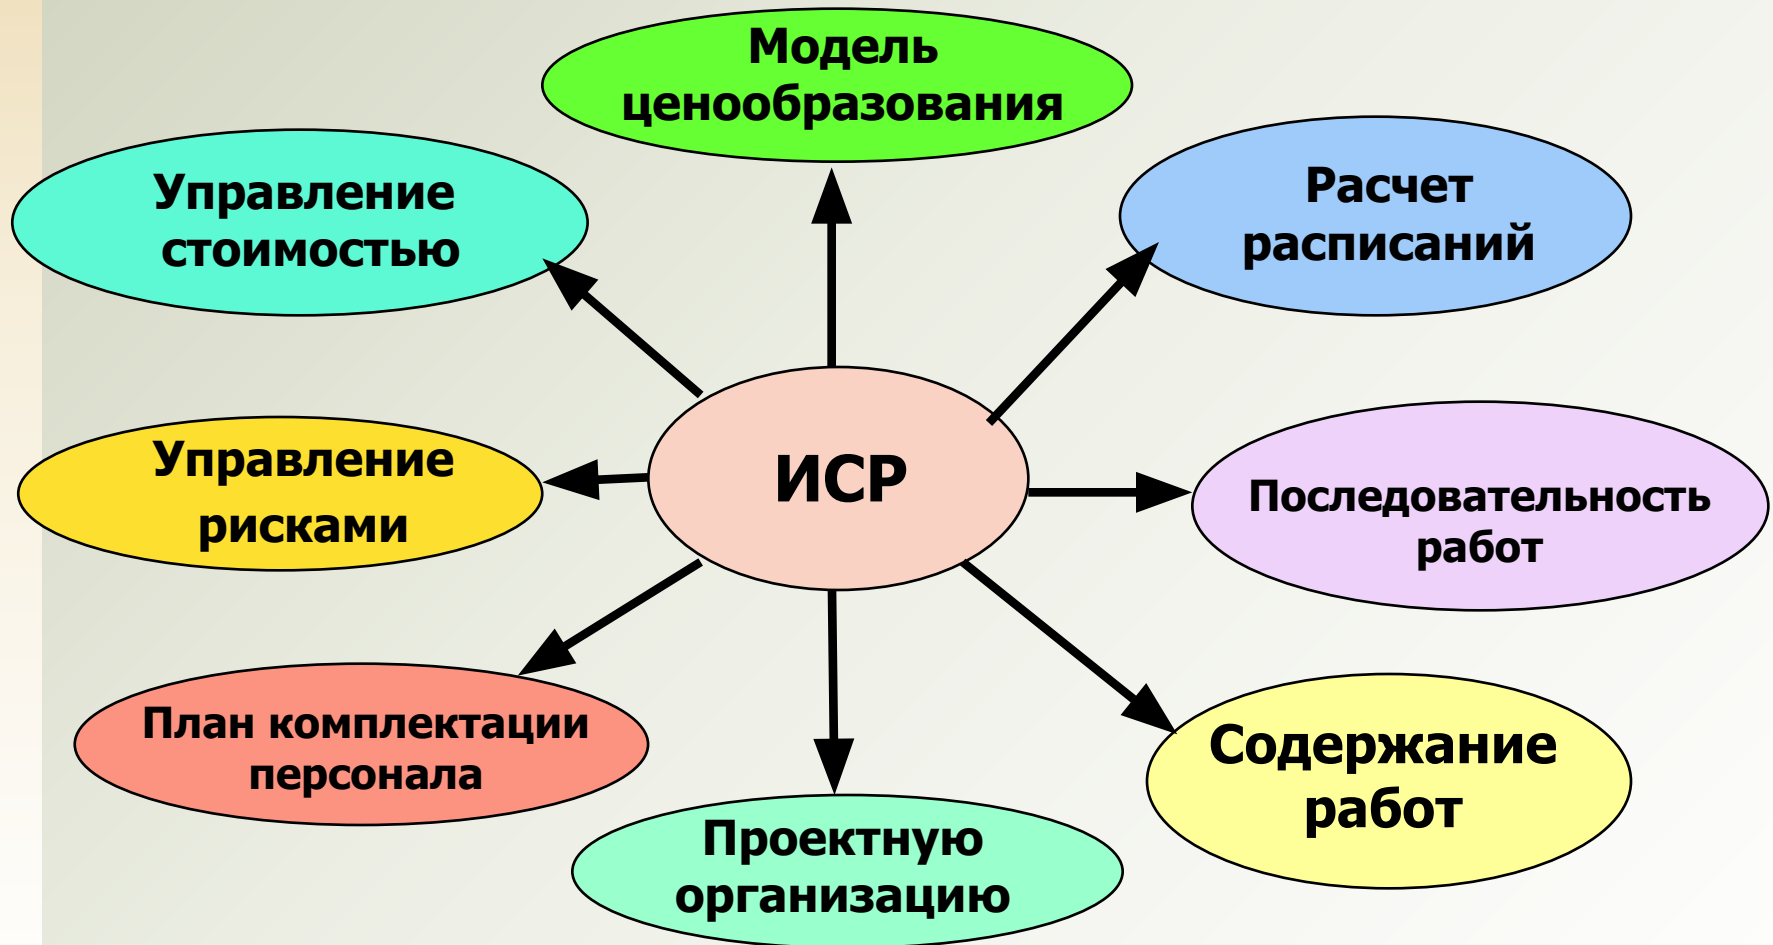 Модель
ценообразования
Управление
стоимостью
Расчет
расписаний
Управление
рисками
ИСР
Последовательность
работ
План комплектации
персонала
Содержание
работ
Проектную
организацию